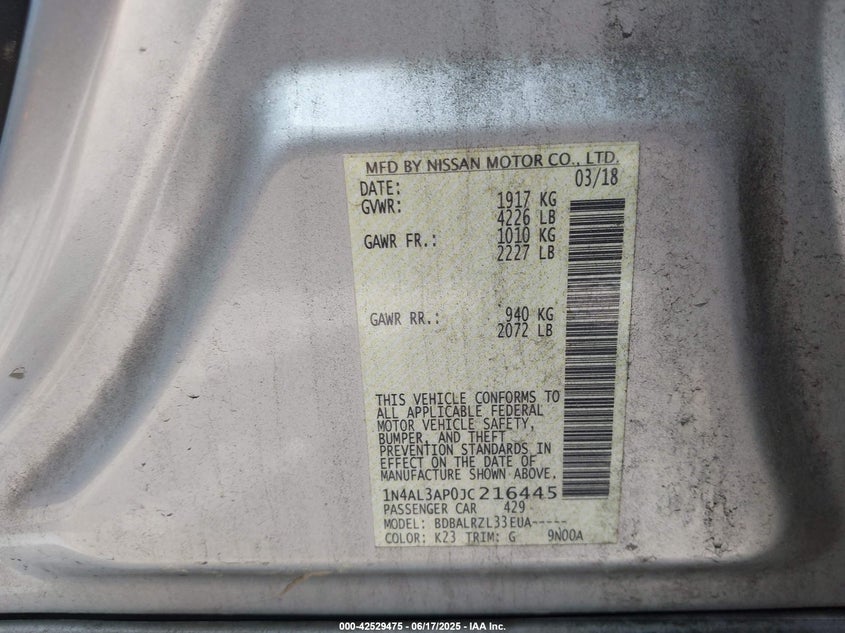 MFD BY NISSAN MOTOR CO., LTD.
DATE: 03/18
GVWR: 1917 KG
4226 LB
GAWR FR.: 1010 KG
2227 LB
GAWR RR.: 940 KG
2072 LB
THIS VEHICLE CONFORMS TO
ALL APPLICABLE FEDERAL
MOTOR VEHICLE SAFETY,
BUMPER, AND THEFT
PREVENTION STANDARDS IN
EFFECT ON THE DATE OF
MANUFACTURE SHOWN ABOVE.
1N4AL3AP0JC216445
PASSENGER CAR 429
MODEL: BDBALRZL33EUA-----
COLOR: K23 TRIM: G 9N00A
000-42529475 - 06/17/2025 - IAA Inc.